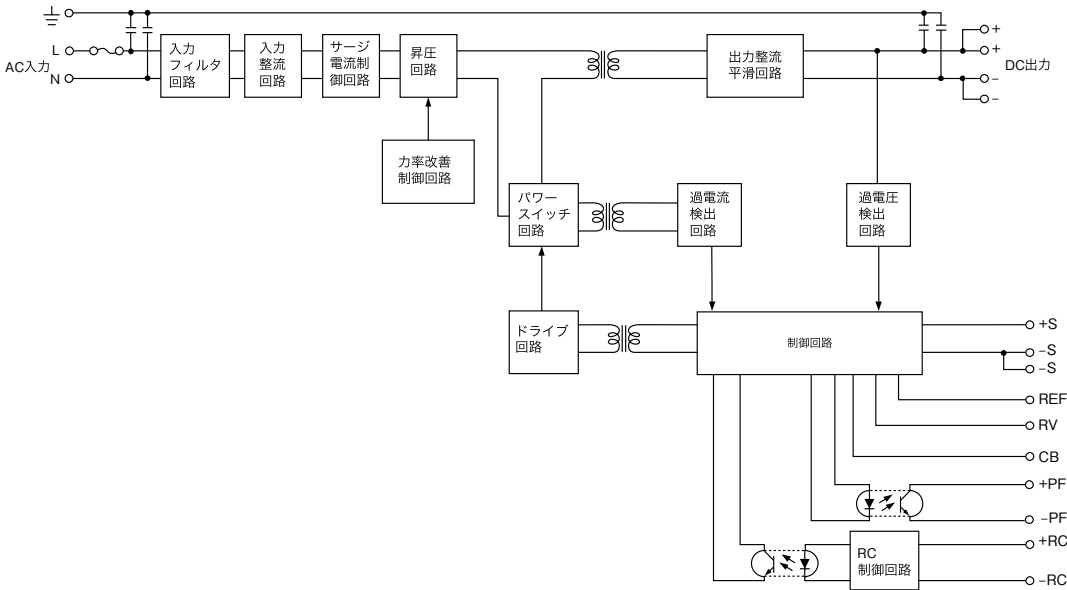 L
AC入力
N
入力
フィルタ
回路
入力
整流
回路
サージ
電流制
御回路
昇圧
回路
出力整流
平滑回路
+
+
DC出力
−
−
力率改善
制御回路
パワー
スイッチ
回路
過電流
検出
回路
過電圧
検出
回路
ドライブ
回路
制御回路
+S
−S
−S
REF
RV
CB
+PF
−PF
RC
制御回路
+RC
−RC